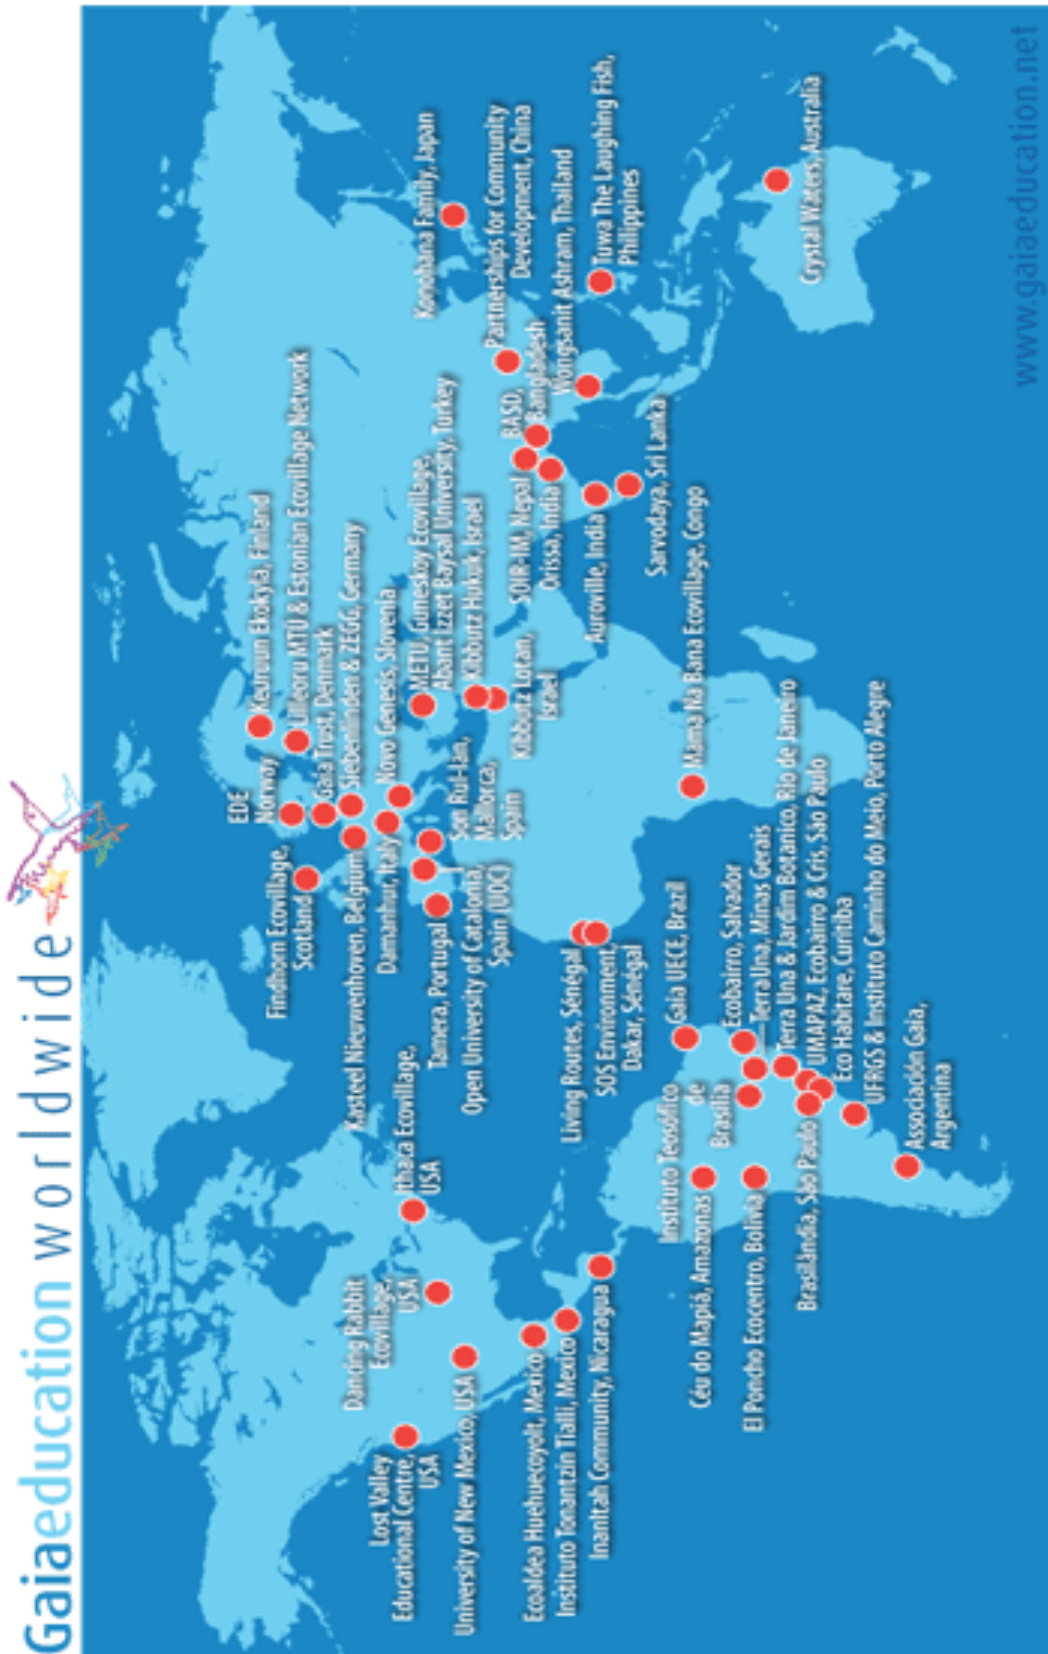 Gaiaeducation worldwide
EDE
Norway
Keuruun Ekokylä, Finland
Lilleoru MTU & Estonian Ecovillage Network
Findhorn Ecovillage,
Scotland
Gaia Trust, Denmark
Siebenlinden & ZEGG, Germany
Kasteel Nieuwenhoven, Belgium
Damanhur, Italy
Novo Genesis, Slovenia
Tamera, Portugal
Open University of Catalonia,
Spain (UOC)
Son Rul-lan,
Mallorca,
Spain
METU, Guneskoy Ecovillage,
Abant Izzet Baysal University, Turkey
Kibbutz Hukuk, Israel
Kibbutz Lotan,
Israel
Konohana Family, Japan
Partnerships for Community
Development, China
BASD,
Bangladesh
SOIR-IM, Nepal
Orissa, India
Wongsanit Ashram, Thailand
Tuwa The Laughing Fish,
Philippines
Auroville, India
Sarvodaya, Sri Lanka
Crystal Waters, Australia
Lost Valley
Educational Centre,
USA
Dancing Rabbit
Ecovillage,
USA
Ithaca Ecovillage,
USA
University of New Mexico, USA
Ecoaldea Huehuecoyolt, Mexico
Instituto Tonantzin Tlalli, Mexico
Inanitah Community, Nicaragua
Living Routes, Sénégal
SOS Environment,
Dakar, Sénégal
Mama Na Bana Ecovillage, Congo
Gaia UECE, Brazil
Instituto Teosófico
de
Brasília
Céu do Mapiá, Amazonas
El Poncho Ecocentro, Bolivia
Ecobairro, Salvador
Terra Una, Minas Gerais
Terra Una & Jardim Botanico, Rio de Janeiro
UMAPAZ, Ecobairro & Cris, São Paulo
Brasilândia, São Paulo
Eco Habitare, Curitiba
UFRGS & Instituto Caminho do Meio, Porto Alegre
Associación Gaia,
Argentina
www.gaiaeducation.net